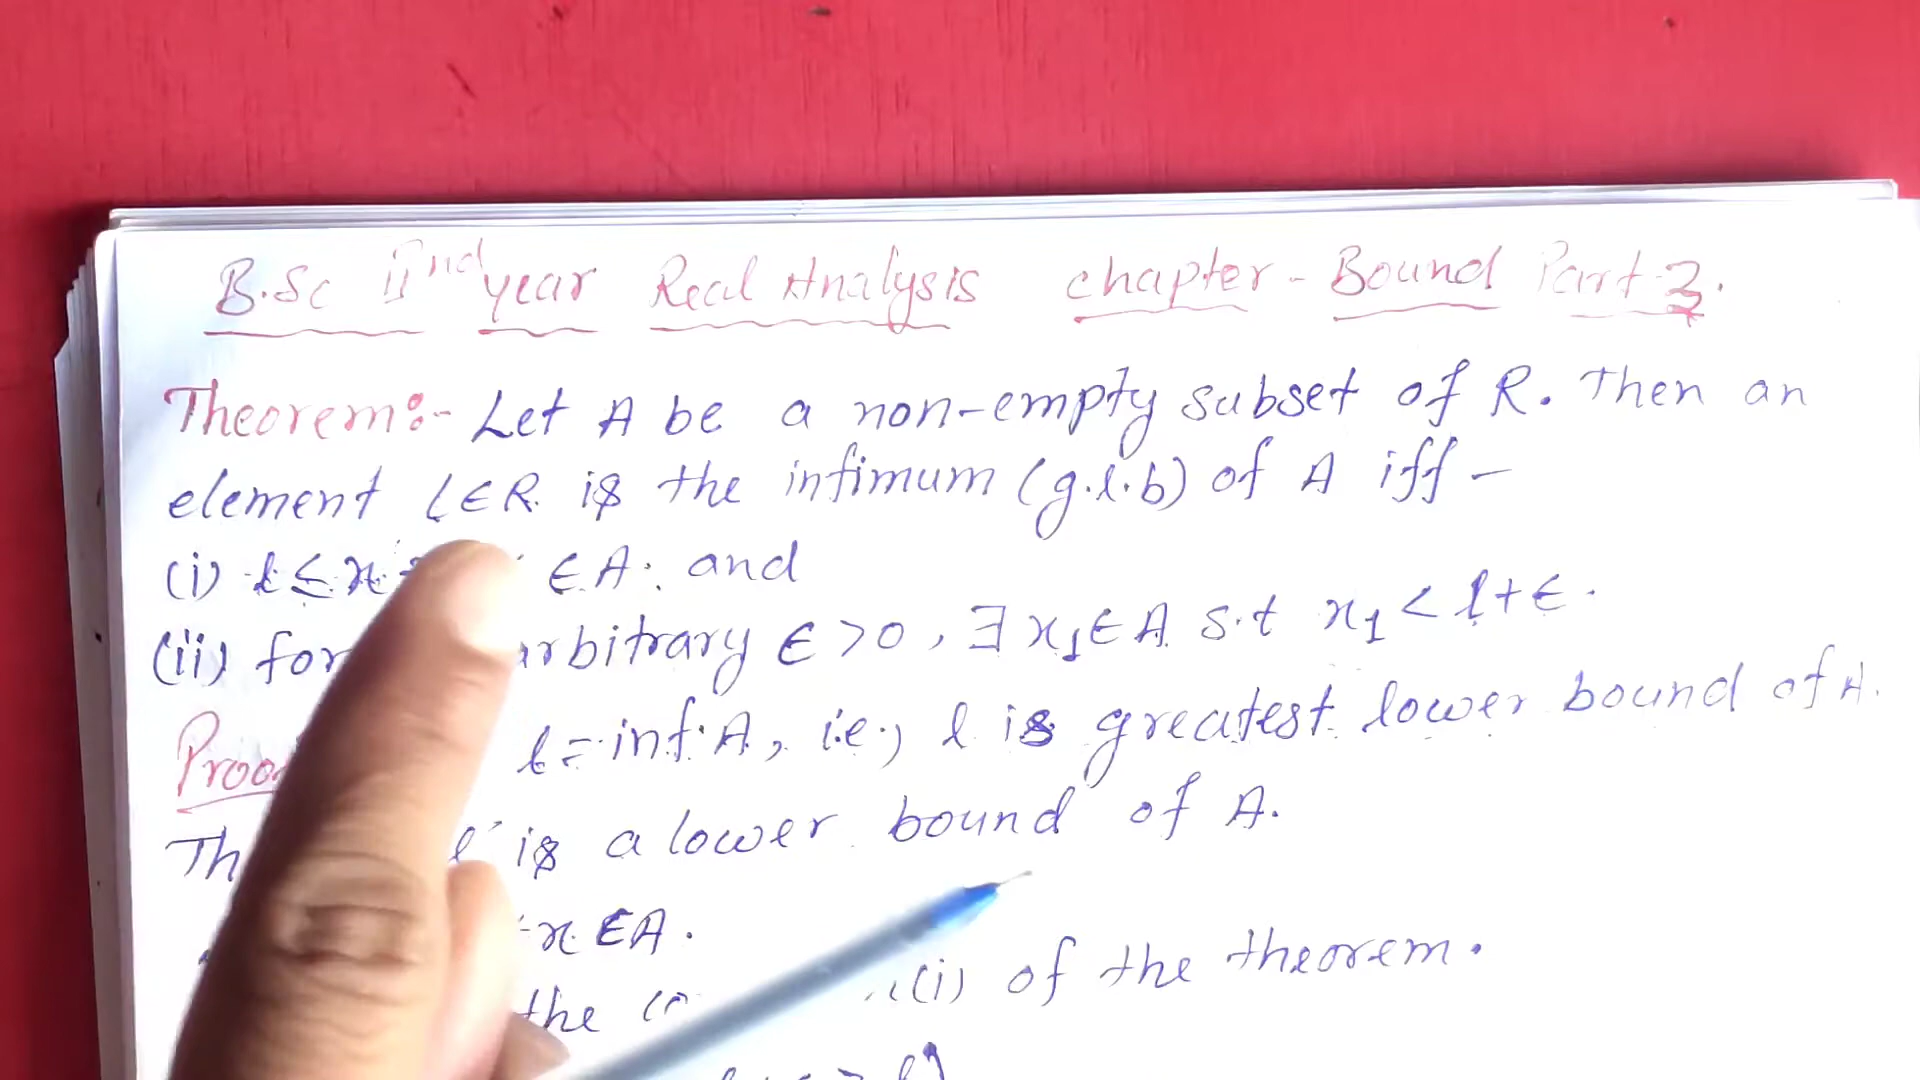 B.Sc IInd year Real Analysis chapter - Bound Part-3.
Theorem:- Let A be a non-empty subset of R. Then an
element l∈R is the infimum (g.l.b) of A iff -
(i) l≤x ∈A. and
(ii) for arbitrary ϵ>0, ∃ x₁∈A s.t x₁ < l+ϵ.
Proof l=inf.A, i.e., l is greatest lower bound of A.
l is a lower bound of A.
x ∈A.
the (i) of the theorem.